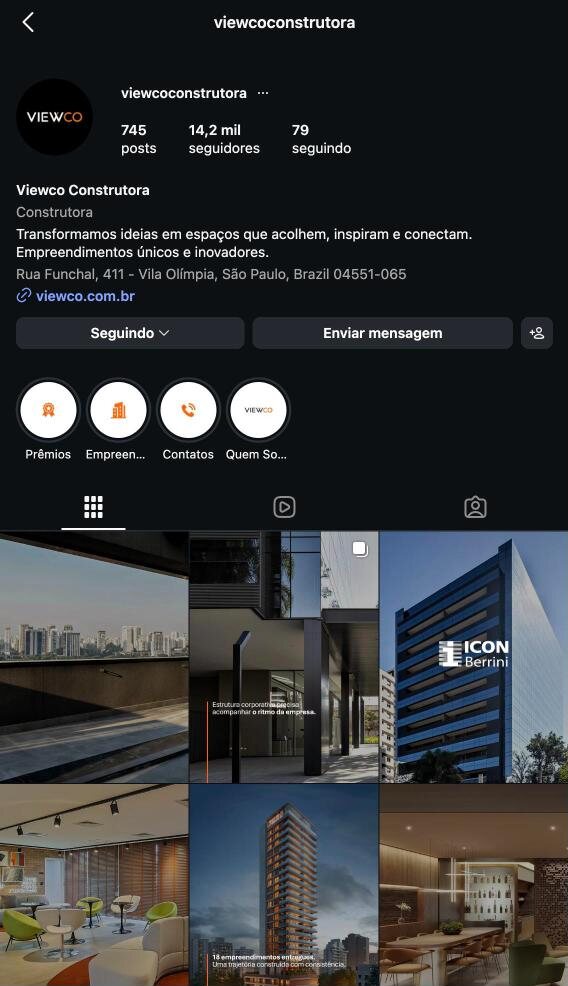 viewcoconstrutora
VIEWCO
viewcoconstrutora ...
745 14,2 mil 79
posts seguidores seguindo
Viewco Construtora
Construtora
Transformamos ideias em espaços que acolhem, inspiram e conectam.
Empreendimentos únicos e inovadores.
Rua Funchal, 411 - Vila Olímpia, São Paulo, Brazil 04551-065
viewco.com.br
Seguindo Enviar mensagem
VIEWCO
Prêmios Empreen... Contatos Quem So...
ICON
Berrini
Estrutura corporativa precisa
acompanhar o ritmo da empresa.
18 empreendimentos entregues.
Uma trajetória construída com consistência.